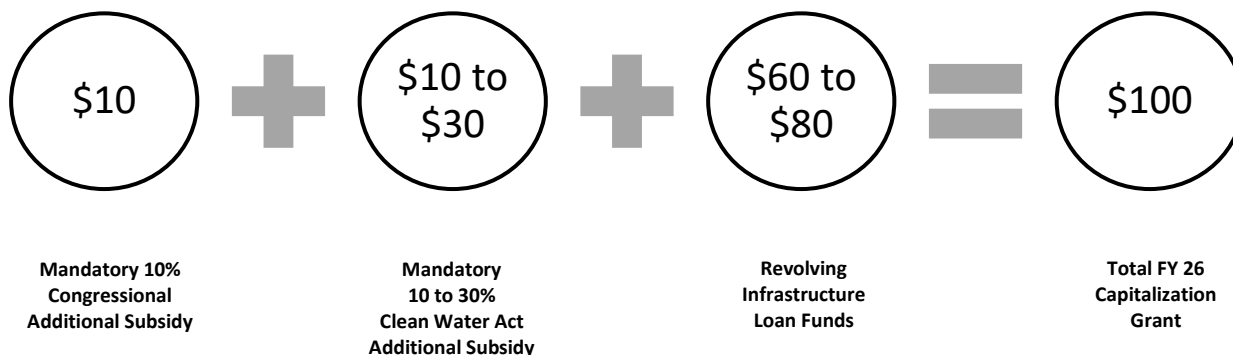 $10
$10 to
$30
$60 to
$80
$100
Mandatory 10%
Congressional
Additional Subsidy
Mandatory
10 to 30%
Clean Water Act
Additional Subsidy
Revolving
Infrastructure
Loan Funds
Total FY 26
Capitalization
Grant